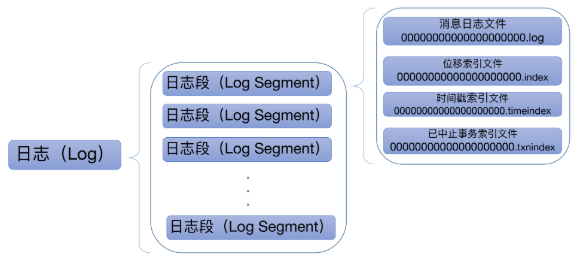 日志（Log）
日志段（Log Segment）
日志段（Log Segment）
日志段（Log Segment）
.
.
.
日志段（Log Segment）
消息日志文件
00000000000000000000.log
位移索引文件
00000000000000000000.index
时间戳索引文件
00000000000000000000.timeindex
已中止事务索引文件
00000000000000000000.txnindex